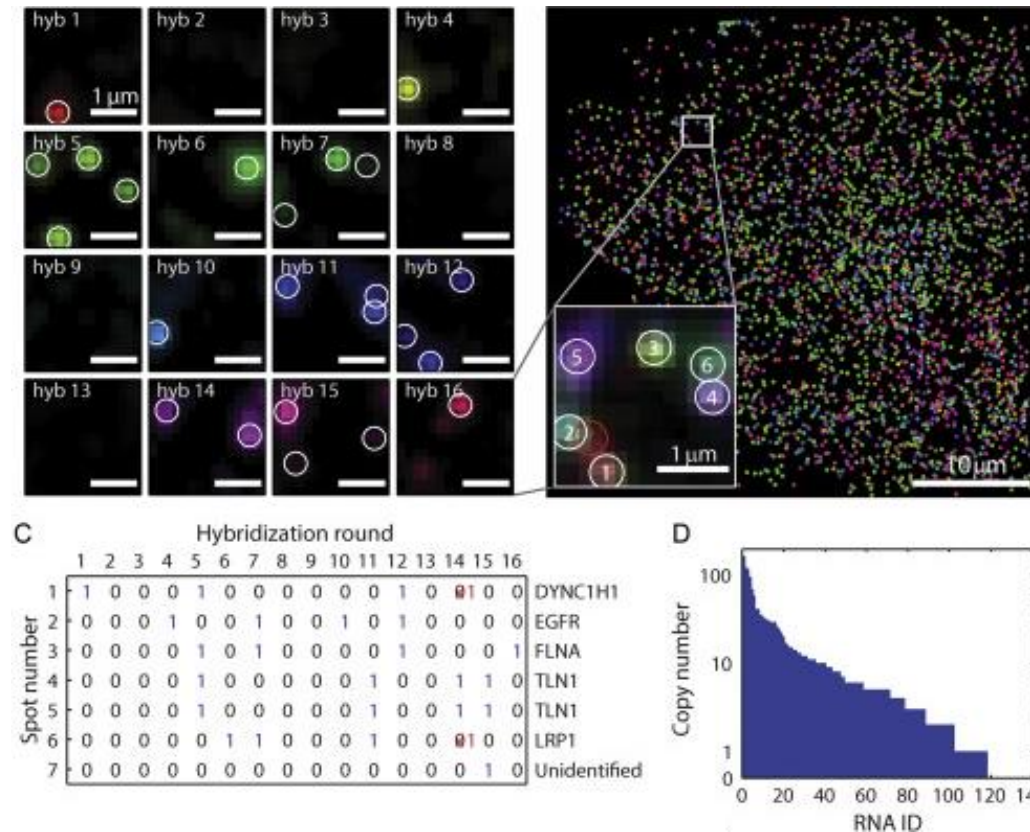 hyb 1 hyb 2 hyb 3 hyb 4
1 µm
hyb 5 hyb 6 hyb 7 hyb 8
hyb 9 hyb 10 hyb 11 hyb 12
hyb 13 hyb 14 hyb 15 hyb 16
5 3 6
4
2
1
1 µm
10 µm
C Hybridization round
1 2 3 4 5 6 7 8 9 10 11 12 13 14 15 16
Spot number
1 1 0 0 0 1 0 0 0 0 0 0 1 0 1 0 DYNC1H1
2 0 0 0 1 0 0 1 0 0 1 0 1 0 0 0 0 EGFR
3 0 0 0 0 1 0 1 0 0 0 0 1 0 0 0 1 FLNA
4 0 0 0 0 1 0 0 0 0 0 1 0 0 1 1 0 TLN1
5 0 0 0 0 1 0 0 0 0 0 1 0 0 1 1 0 TLN1
6 0 0 0 0 0 1 1 0 0 0 1 0 0 1 0 LRP1
7 0 0 0 0 0 0 0 0 0 0 0 0 0 0 1 0 Unidentified
D
0 20 40 60 80 100 120
Copy number
100
10
1
0
RNA ID